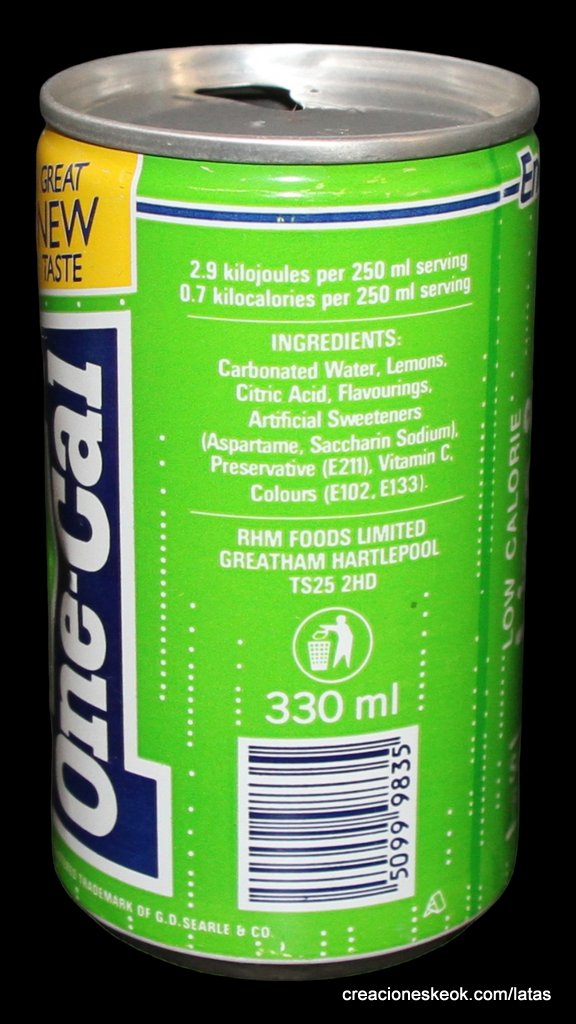 GREAT
NEW
TASTE
One-Cal
2.9 kilojoules per 250 ml serving
0.7 kilocalories per 250 ml serving
INGREDIENTS:
Carbonated Water, Lemons,
Citric Acid, Flavourings,
Artificial Sweeteners
(Aspartame, Saccharin Sodium),
Preservative (E211), Vitamin C,
Colours (E102, E133).
RHM FOODS LIMITED
GREATHAM HARTLEPOOL
TS25 2HD
330 ml
5099 9835
TRADEMARK OF G.D.SEARLE & CO.
LOW CALORIE
creacioneskeok.com/latas